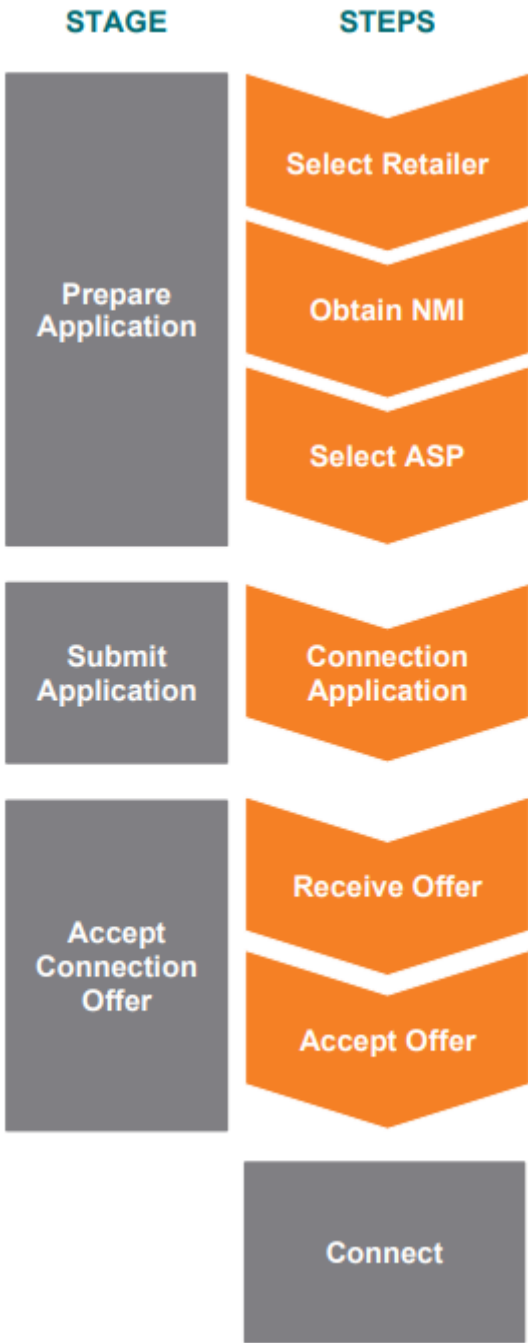 STAGE STEPS
Select Retailer
Prepare
Application
Obtain NMI
Select ASP
Submit
Application
Connection
Application
Accept
Connection
Offer
Receive Offer
Accept Offer
Connect